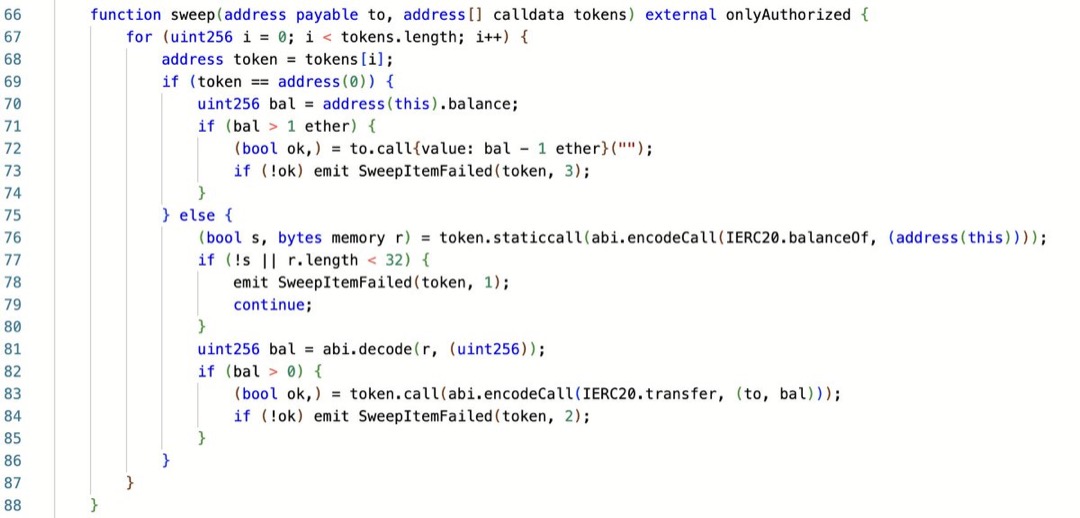 66 function sweep(address payable to, address[] calldata tokens) external onlyAuthorized {
67 for (uint256 i = 0; i < tokens.length; i++) {
68 address token = tokens[i];
69 if (token == address(0)) {
70 uint256 bal = address(this).balance;
71 if (bal > 1 ether) {
72 (bool ok,) = to.call{value: bal - 1 ether}("");
73 if (!ok) emit SweepItemFailed(token, 3);
74 }
75 } else {
76 (bool s, bytes memory r) = token.staticcall(abi.encodeCall(IERC20.balanceOf, (address(this))));
77 if (!s || r.length < 32) {
78 emit SweepItemFailed(token, 1);
79 continue;
80 }
81 uint256 bal = abi.decode(r, (uint256));
82 if (bal > 0) {
83 (bool ok,) = token.call(abi.encodeCall(IERC20.transfer, (to, bal)));
84 if (!ok) emit SweepItemFailed(token, 2);
85 }
86 }
87 }
88 }